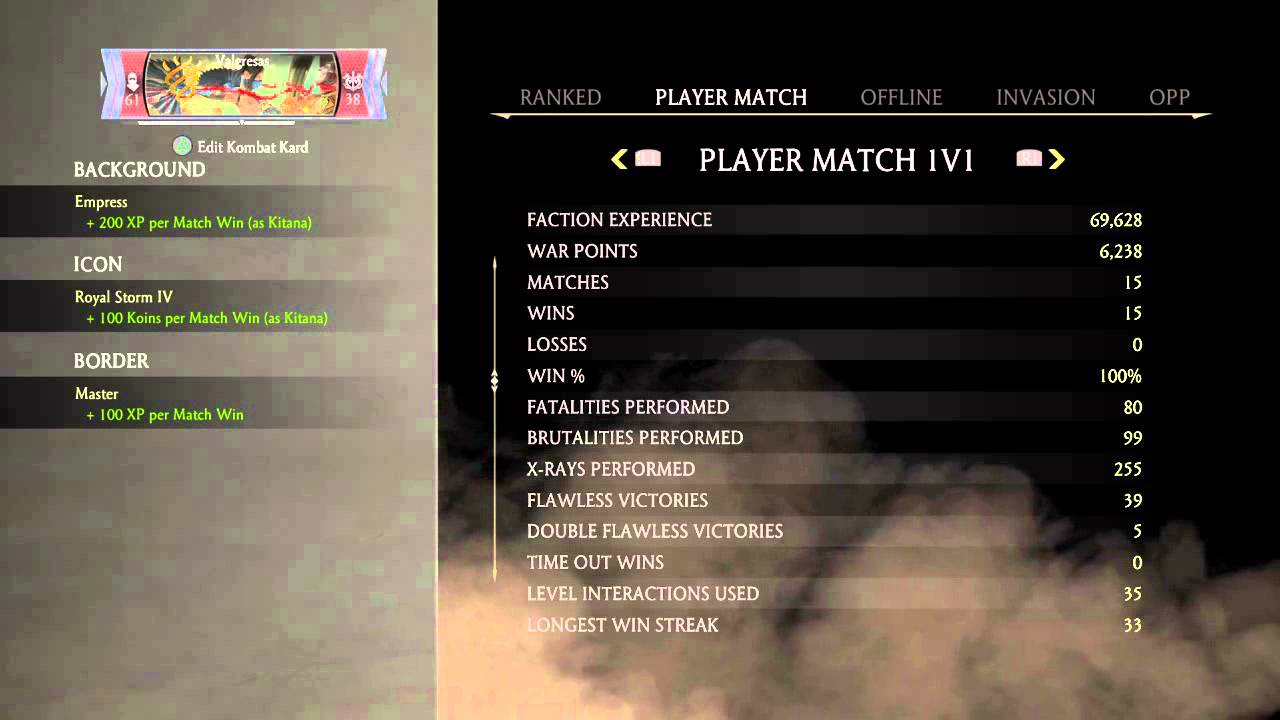 Valgresas
61
38
Edit Kombat Kard
BACKGROUND
Empress
+ 200 XP per Match Win (as Kitana)
ICON
Royal Storm IV
+ 100 Koins per Match Win (as Kitana)
BORDER
Master
+ 100 XP per Match Win
RANKED PLAYER MATCH OFFLINE INVASION OPP
L1 PLAYER MATCH 1V1 R1
FACTION EXPERIENCE 69,628
WAR POINTS 6,238
MATCHES 15
WINS 15
LOSSES 0
WIN % 100%
FATALITIES PERFORMED 80
BRUTALITIES PERFORMED 99
X-RAYS PERFORMED 255
FLAWLESS VICTORIES 39
DOUBLE FLAWLESS VICTORIES 5
TIME OUT WINS 0
LEVEL INTERACTIONS USED 35
LONGEST WIN STREAK 33